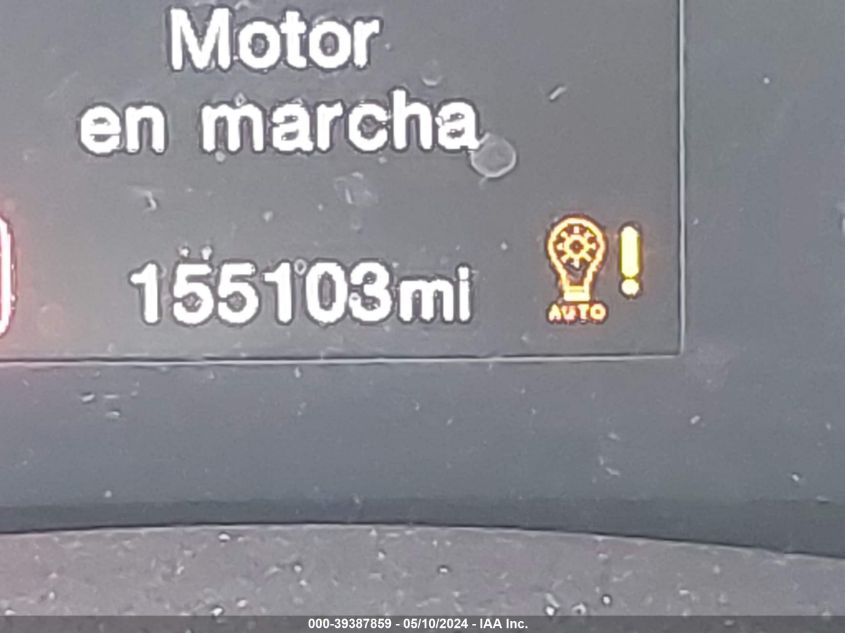 Motor
en marcha
155103mi
!
AUTO
000-39387859 - 05/10/2024 - IAA Inc.